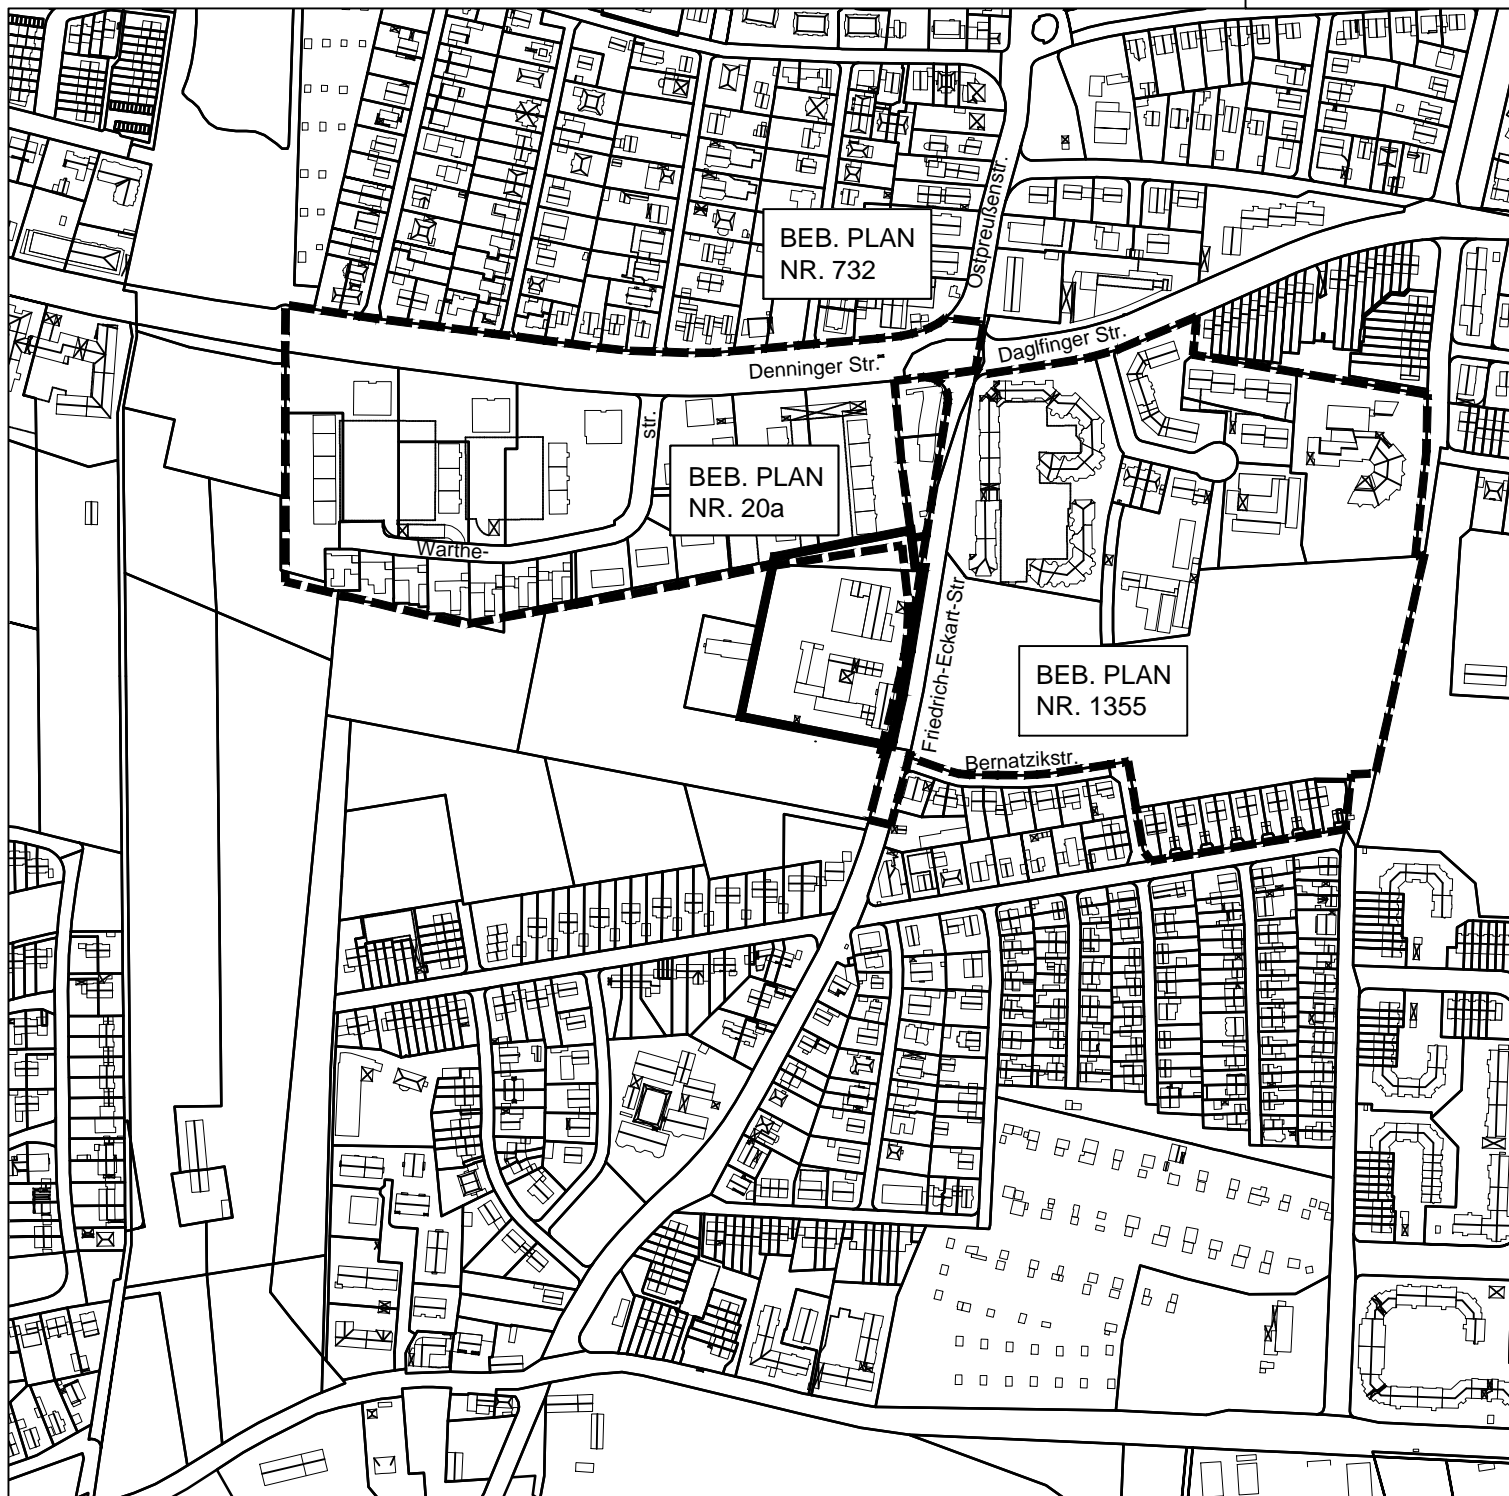 BEB. PLAN
NR. 732
Ostpreußenstr.
Daglfinger Str.
Denninger Str.
str.
BEB. PLAN
NR. 20a
Warthe-
Friedrich-Eckart-Str
BEB. PLAN
NR. 1355
Bernatzikstr.